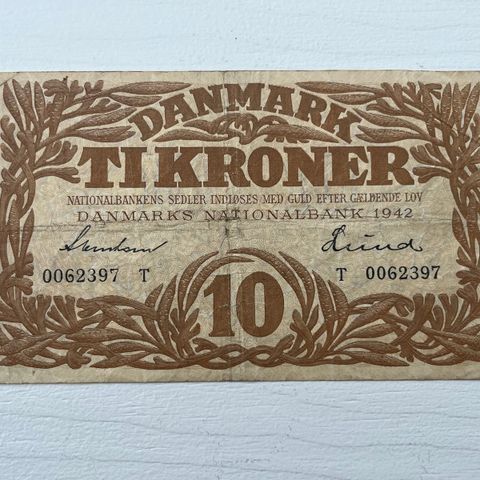 DANMARK
TI KRONER
NATIONALBANKENS SEDLER INDLØSES MED GULD EFTER GÆLDENDE LOV
DANMARKS NATIONALBANK 1942
0062397 T T 0062397
10